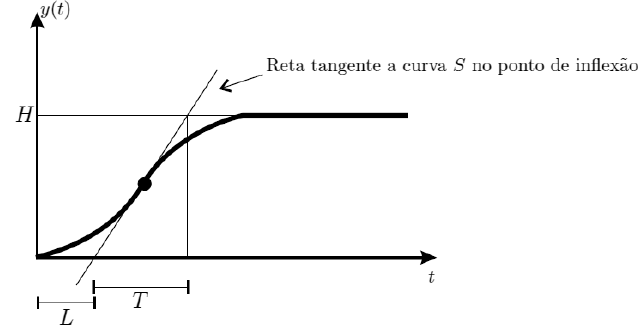 y(t)
Reta tangente a curva S no ponto de inflexão
H
t
T
L